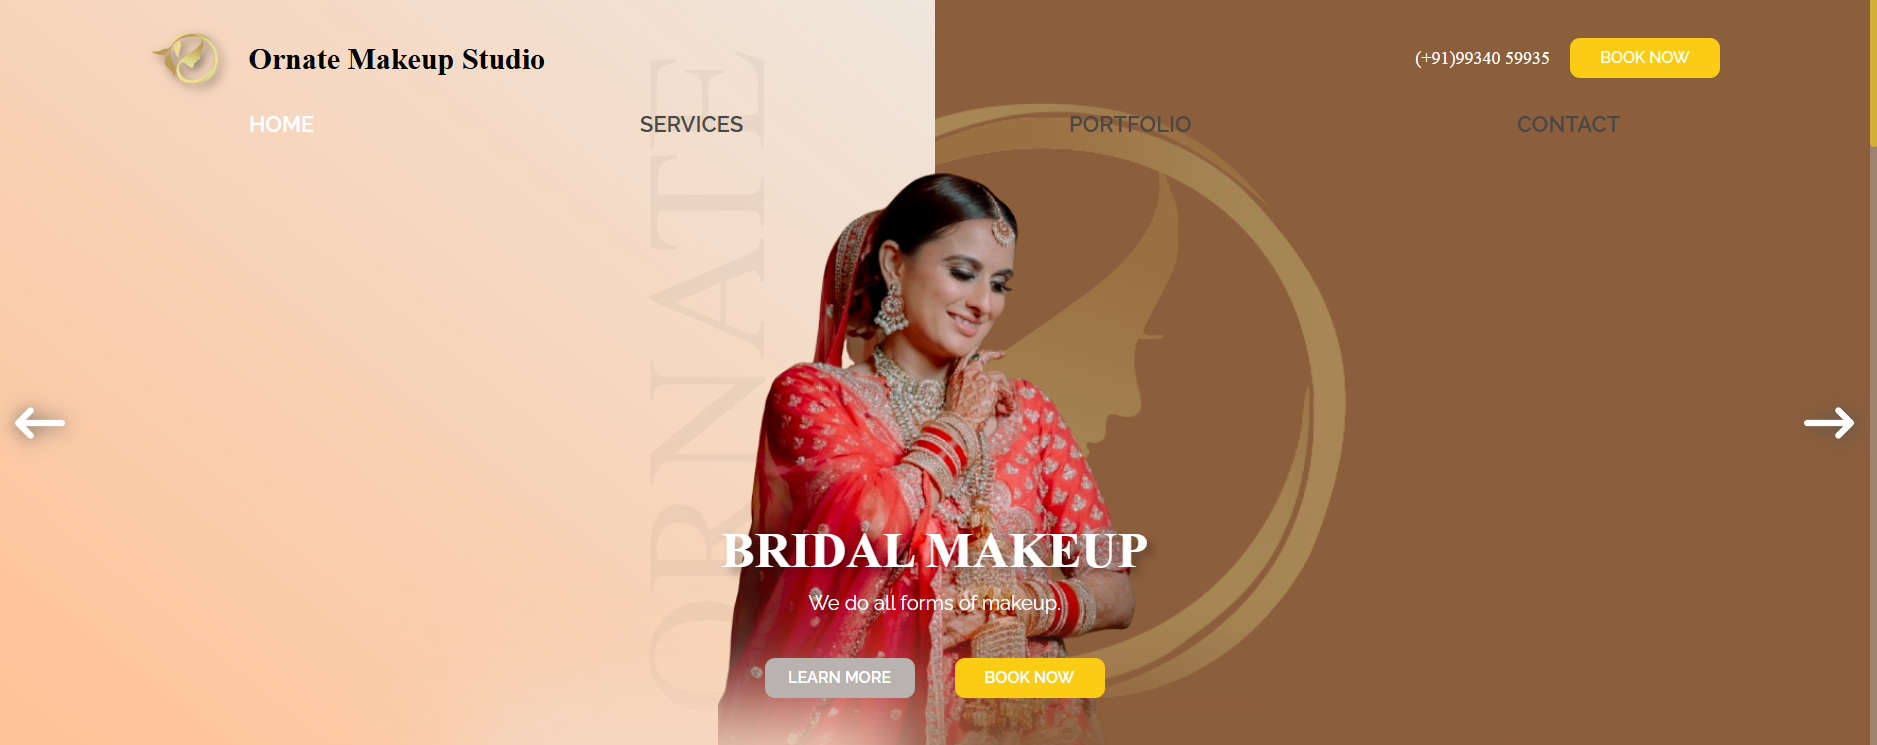 Ornate Makeup Studio
(+91)99340 59935
BOOK NOW
HOME
SERVICES
PORTFOLIO
CONTACT
ORNATE
BRIDAL MAKEUP
We do all forms of makeup.
LEARN MORE
BOOK NOW